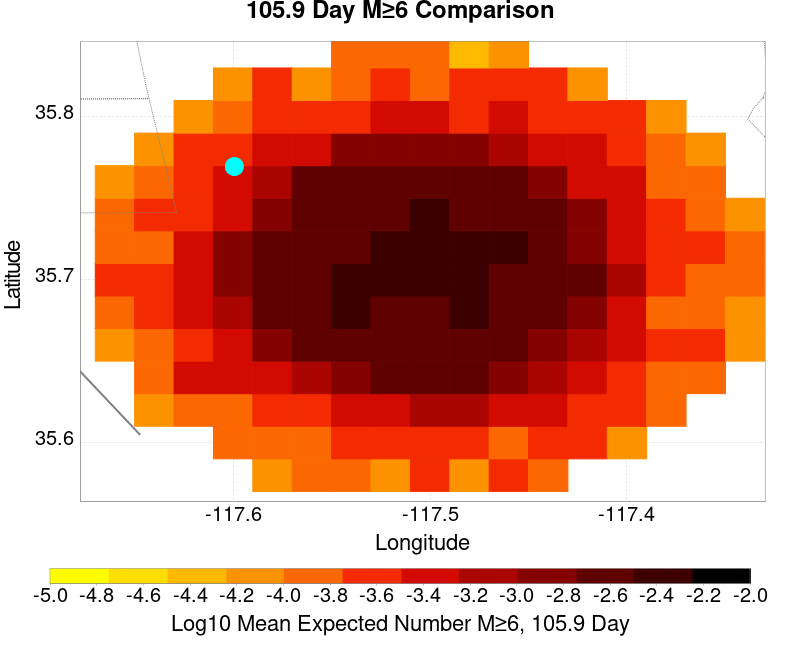 105.9 Day M≥6 Comparison
35.8
35.7
35.6
Latitude
-117.6 -117.5 -117.4
Longitude
-5.0 -4.8 -4.6 -4.4 -4.2 -4.0 -3.8 -3.6 -3.4 -3.2 -3.0 -2.8 -2.6 -2.4 -2.2 -2.0
Log10 Mean Expected Number M≥6, 105.9 Day